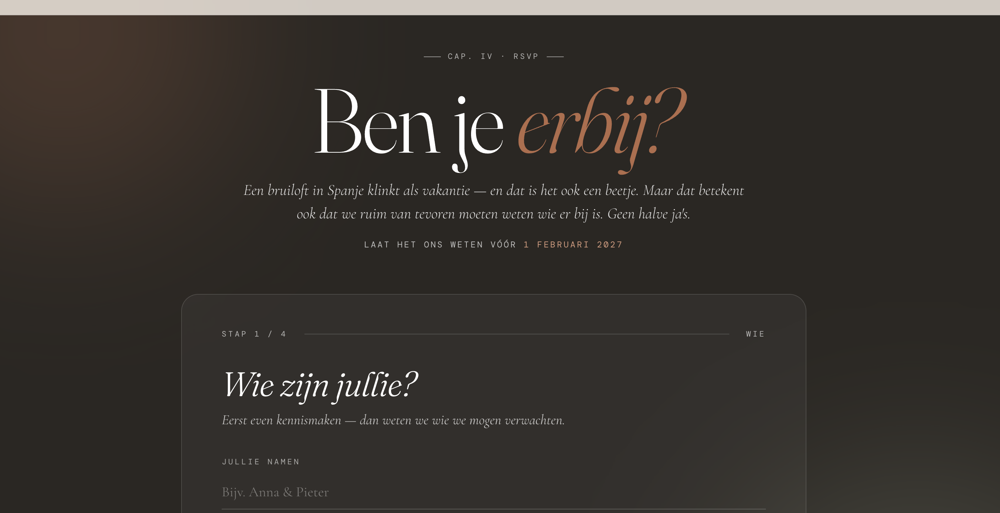 CAP. IV · RSVP
Ben je erbij?
Een bruiloft in Spanje klinkt als vakantie — en dat is het ook een beetje. Maar dat betekent
ook dat we ruim van tevoren moeten weten wie er bij is. Geen halve ja's.
LAAT HET ONS WETEN VÓÓR 1 FEBRUARI 2027
STAP 1 / 4 WIE
Wie zijn jullie?
Eerst even kennismaken — dan weten we wie we mogen verwachten.
JULLIE NAMEN
Bijv. Anna & Pieter